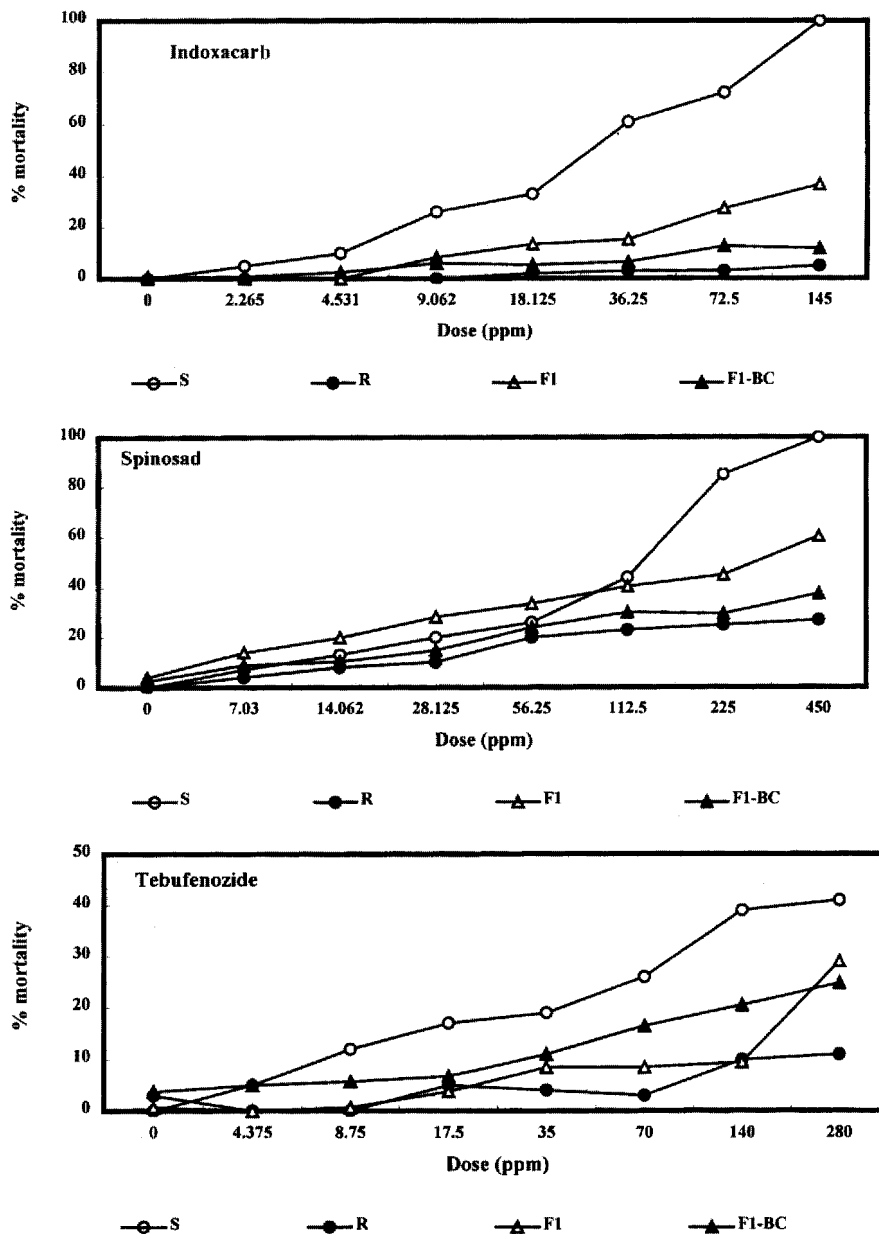 100
Indoxacarb
80
60
40
20
0
% mortality
0 2.265 4.531 9.062 18.125 36.25 72.5 145
Dose (ppm)
S R F1 F1-BC
100
Spinosad
80
60
40
20
0
% mortality
0 7.03 14.062 28.125 56.25 112.5 225 450
Dose (ppm)
S R F1 F1-BC
50
Tebufenozide
40
30
20
10
0
% mortality
0 4.375 8.75 17.5 35 70 140 280
Dose (ppm)
S R F1 F1-BC